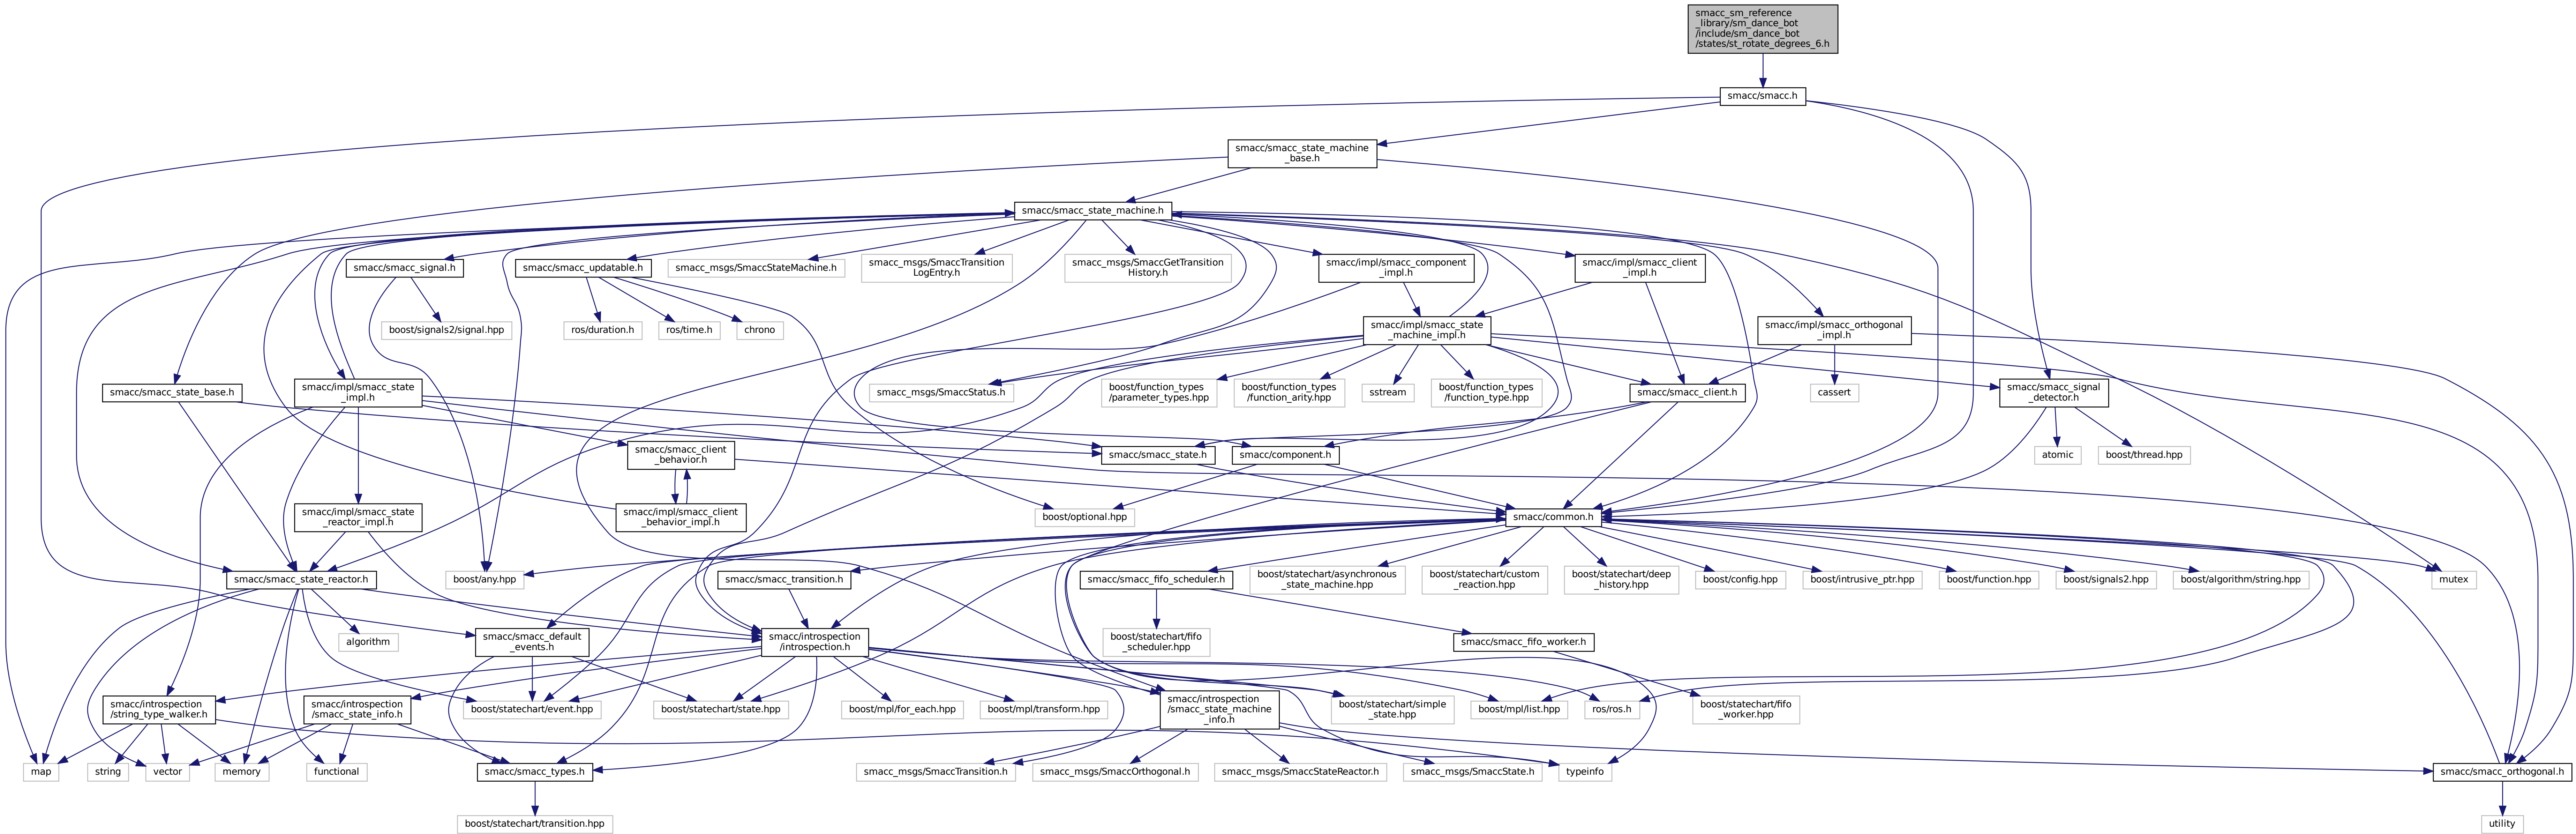 smacc_sm_reference
_library/sm_dance_bot
/include/sm_dance_bot
/states/st_rotate_degrees_6.h
smacc/smacc.h
smacc/smacc_state_machine
_base.h
smacc/smacc_state_machine.h
smacc/smacc_signal.h
smacc/smacc_updatable.h
smacc_msgs/SmaccStateMachine.h
smacc_msgs/SmaccTransition
LogEntry.h
smacc_msgs/SmaccGetTransition
History.h
smacc/impl/smacc_component
_impl.h
smacc/impl/smacc_client
_impl.h
boost/signals2/signal.hpp
ros/duration.h
ros/time.h
chrono
smacc/impl/smacc_state
_machine_impl.h
smacc/impl/smacc_orthogonal
_impl.h
smacc/smacc_state_base.h
smacc/impl/smacc_state
_impl.h
smacc_msgs/SmaccStatus.h
boost/function_types
/parameter_types.hpp
boost/function_types
/function_arity.hpp
sstream
boost/function_types
/function_type.hpp
smacc/smacc_client.h
cassert
smacc/smacc_signal
_detector.h
smacc/smacc_client
_behavior.h
smacc/smacc_state.h
smacc/component.h
atomic
boost/thread.hpp
smacc/impl/smacc_state
_reactor_impl.h
smacc/impl/smacc_client
_behavior_impl.h
boost/optional.hpp
smacc/common.h
smacc/smacc_state_reactor.h
boost/any.hpp
smacc/smacc_transition.h
smacc/smacc_fifo_scheduler.h
boost/statechart/asynchronous
_state_machine.hpp
boost/statechart/custom
_reaction.hpp
boost/statechart/deep
_history.hpp
boost/config.hpp
boost/intrusive_ptr.hpp
boost/function.hpp
boost/signals2.hpp
boost/algorithm/string.hpp
mutex
algorithm
smacc/smacc_default
_events.h
smacc/introspection
/introspection.h
boost/statechart/fifo
_scheduler.hpp
smacc/smacc_fifo_worker.h
smacc/introspection
/string_type_walker.h
smacc/introspection
/smacc_state_info.h
boost/statechart/event.hpp
boost/statechart/state.hpp
boost/mpl/for_each.hpp
boost/mpl/transform.hpp
smacc/introspection
/smacc_state_machine
_info.h
boost/statechart/simple
_state.hpp
boost/mpl/list.hpp
ros/ros.h
boost/statechart/fifo
_worker.hpp
map
string
vector
memory
functional
smacc/smacc_types.h
smacc_msgs/SmaccTransition.h
smacc_msgs/SmaccOrthogonal.h
smacc_msgs/SmaccStateReactor.h
smacc_msgs/SmaccState.h
typeinfo
smacc/smacc_orthogonal.h
boost/statechart/transition.hpp
utility